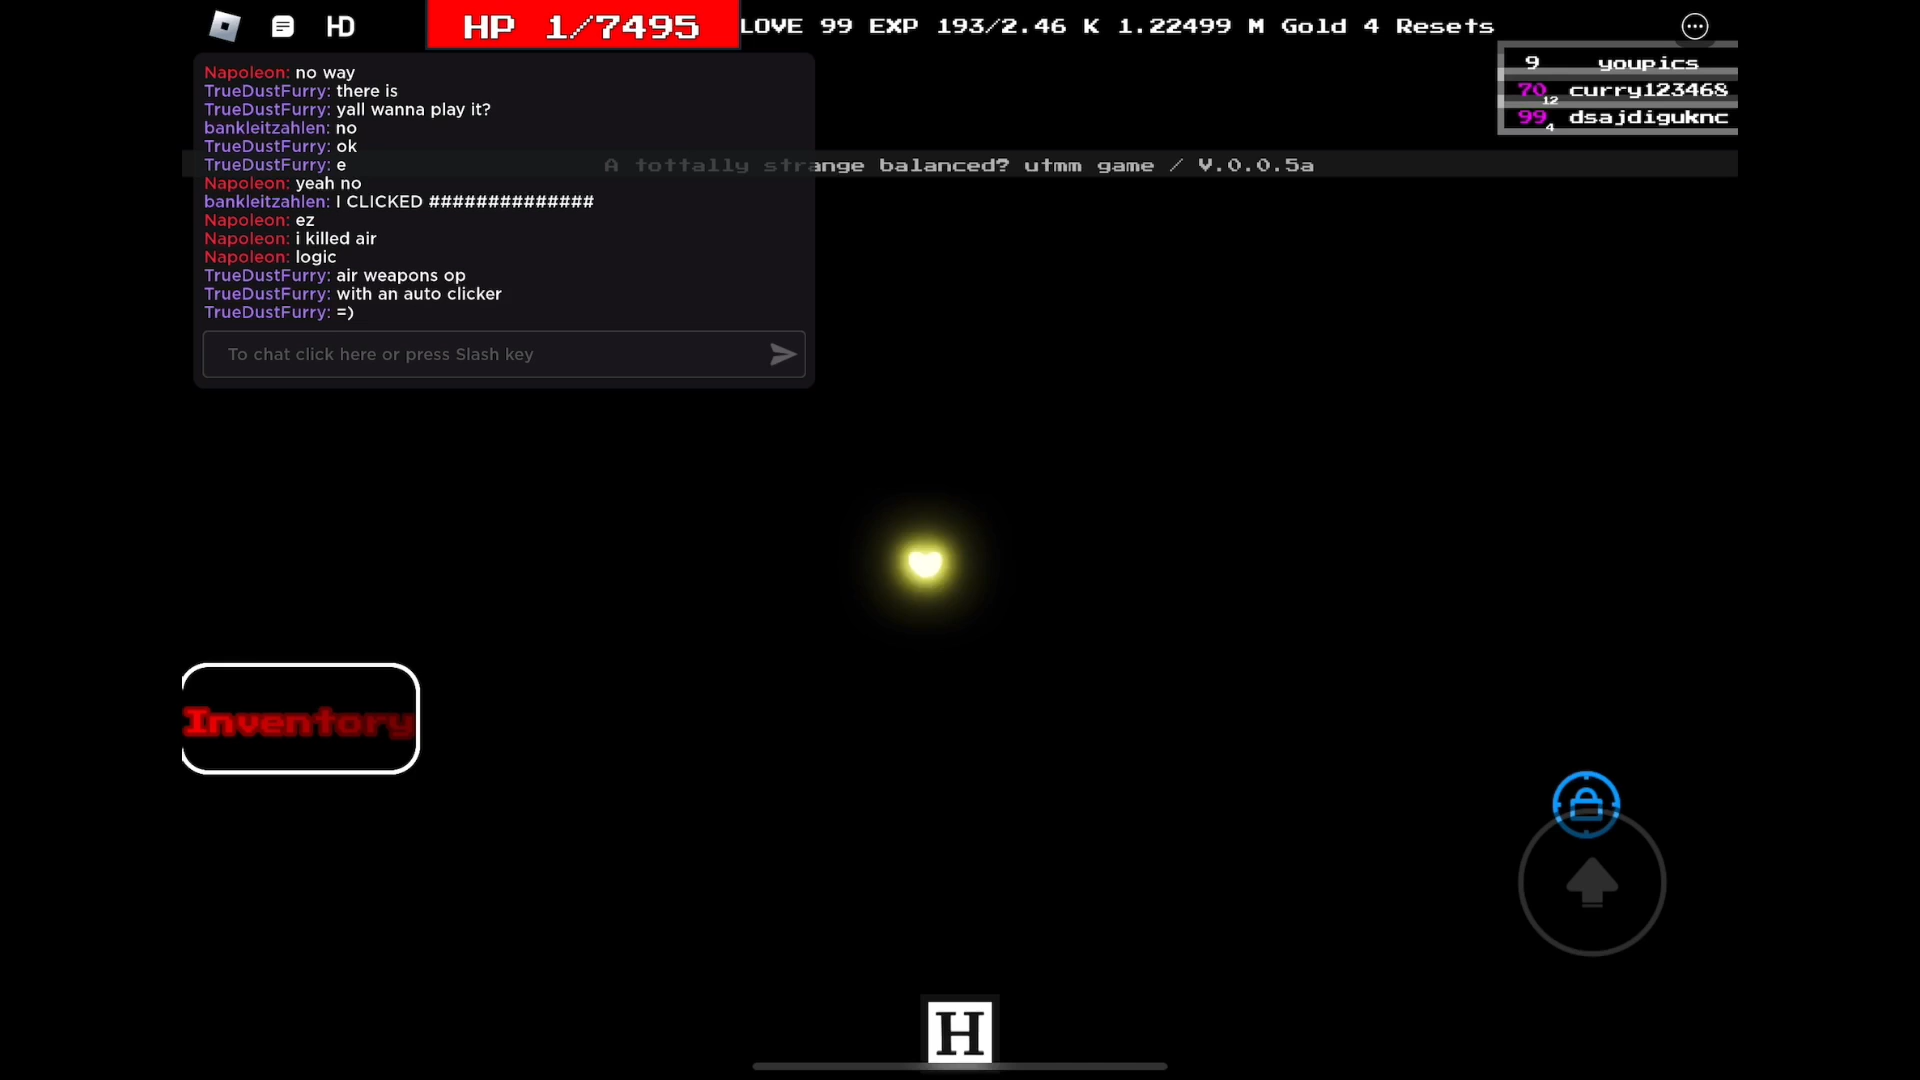 HD
HP 1/7495 LOVE 99 EXP 193/2.46 K 1.22499 M Gold 4 Resets
9 youpics
70 12 curry123468
99 4 dsajdiguknc
Napoleon: no way
TrueDustFurry: there is
TrueDustFurry: yall wanna play it?
bankleitzahlen: no
TrueDustFurry: ok
TrueDustFurry: e
A tottally strange balanced? utmm game / V.0.0.5a
Napoleon: yeah no
bankleitzahlen: I CLICKED ##############
Napoleon: ez
Napoleon: i killed air
Napoleon: logic
TrueDustFurry: air weapons op
TrueDustFurry: with an auto clicker
TrueDustFurry: =)
To chat click here or press Slash key
Inventory
H